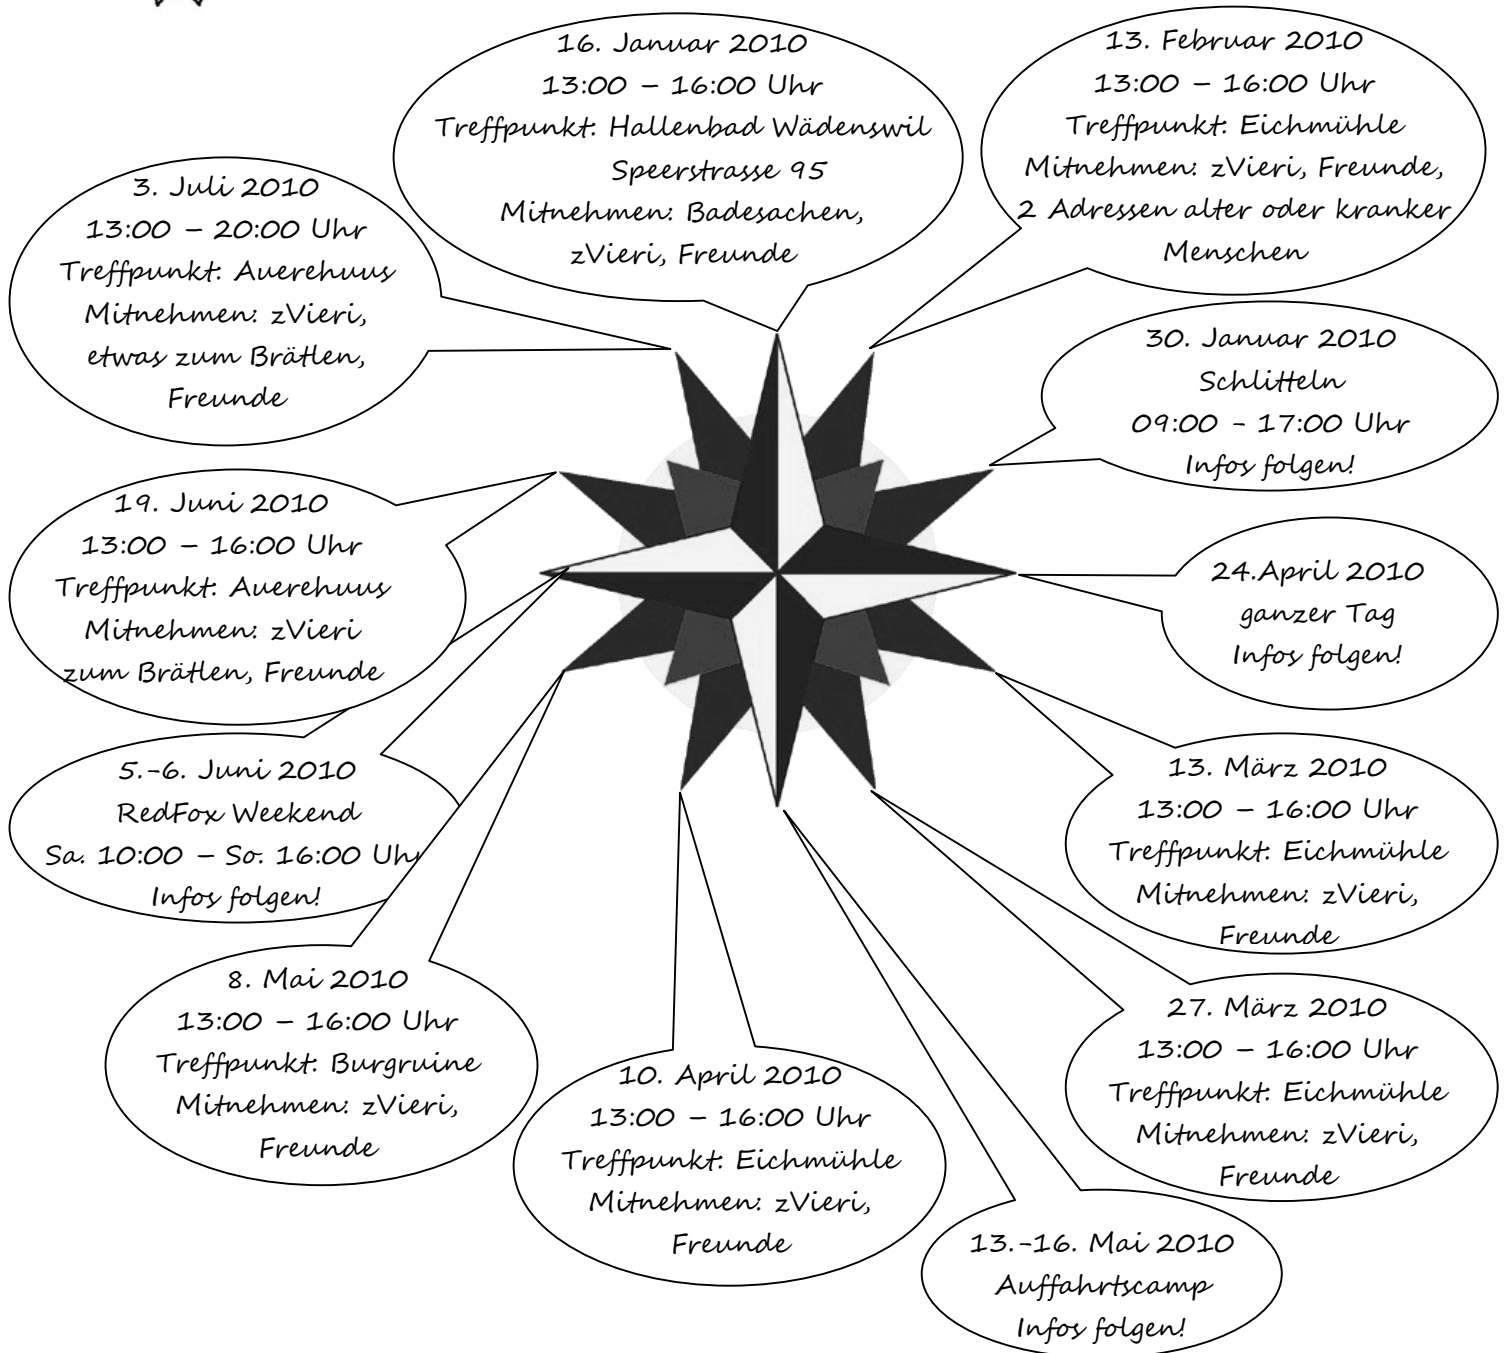 16. Januar 2010
13:00 – 16:00 Uhr
Treffpunkt: Hallenbad Wädenswil
Speerstrasse 95
Mitnehmen: Badesachen,
zVieri, Freunde
13. Februar 2010
13:00 – 16:00 Uhr
Treffpunkt: Eichmühle
Mitnehmen: zVieri, Freunde,
2 Adressen alter oder kranker
Menschen
3. Juli 2010
13:00 – 20:00 Uhr
Treffpunkt: Auerehuus
Mitnehmen: zVieri,
etwas zum Brätlen,
Freunde
30. Januar 2010
Schlitteln
09:00 - 17:00 Uhr
Infos folgen!
19. Juni 2010
13:00 – 16:00 Uhr
Treffpunkt: Auerehuus
Mitnehmen: zVieri
zum Brätlen, Freunde
24.April 2010
ganzer Tag
Infos folgen!
5.-6. Juni 2010
RedFox Weekend
Sa. 10:00 – So. 16:00 Uhr
Infos folgen!
13. März 2010
13:00 – 16:00 Uhr
Treffpunkt: Eichmühle
Mitnehmen: zVieri,
Freunde
8. Mai 2010
13:00 – 16:00 Uhr
Treffpunkt: Burgruine
Mitnehmen: zVieri,
Freunde
10. April 2010
13:00 – 16:00 Uhr
Treffpunkt: Eichmühle
Mitnehmen: zVieri,
Freunde
27. März 2010
13:00 – 16:00 Uhr
Treffpunkt: Eichmühle
Mitnehmen: zVieri,
Freunde
13.-16. Mai 2010
Auffahrtscamp
Infos folgen!